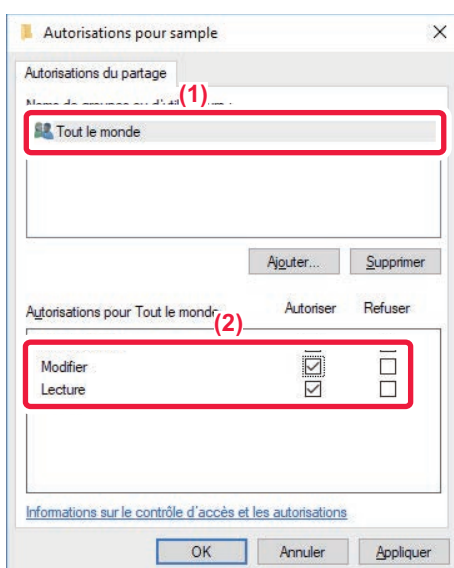 Autorisations pour sample
Autorisations du partage
(1)
Tout le monde
Ajouter... Supprimer
Autorisations pour Tout le monde Autoriser Refuser
(2)
Modifier
Lecture
Informations sur le contrôle d'accès et les autorisations
OK Annuler Appliquer